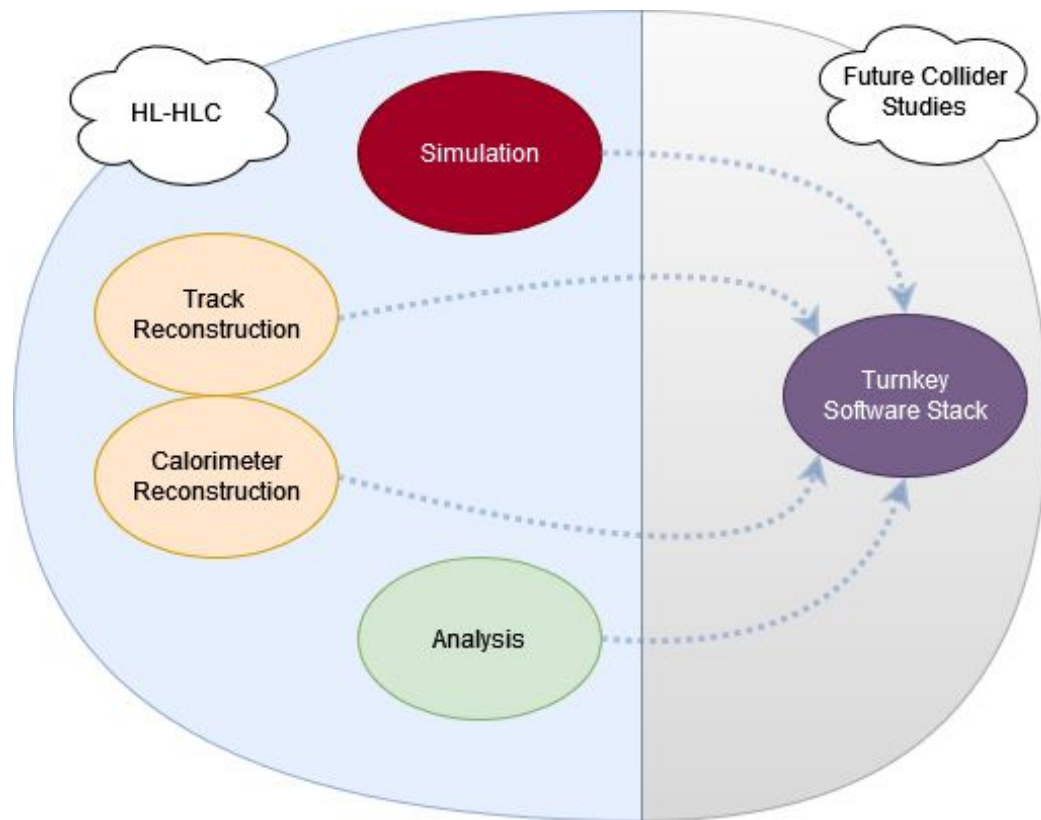 HL-HLC
Future Collider
Studies
Simulation
Track
Reconstruction
Turnkey
Software Stack
Calorimeter
Reconstruction
Analysis